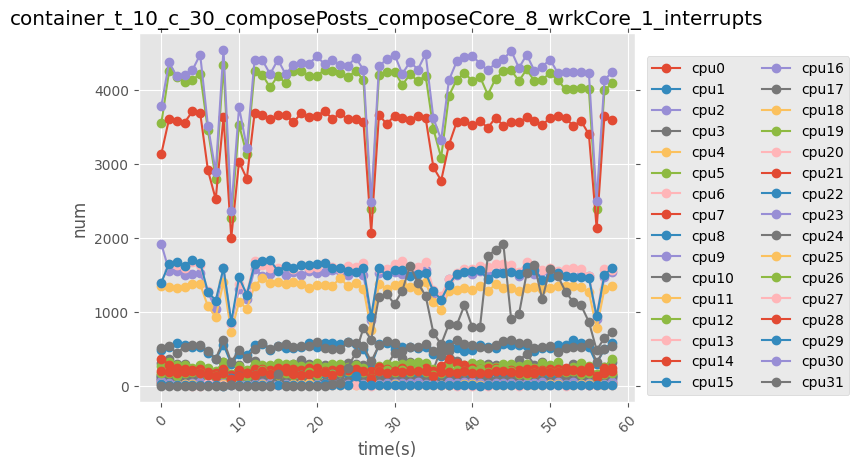 container_t_10_c_30_composePosts_composeCore_8_wrkCore_1_interrupts
num
4000
3000
2000
1000
0
0
10
20
30
40
50
60
time(s)
cpu0
cpu1
cpu2
cpu3
cpu4
cpu5
cpu6
cpu7
cpu8
cpu9
cpu10
cpu11
cpu12
cpu13
cpu14
cpu15
cpu16
cpu17
cpu18
cpu19
cpu20
cpu21
cpu22
cpu23
cpu24
cpu25
cpu26
cpu27
cpu28
cpu29
cpu30
cpu31